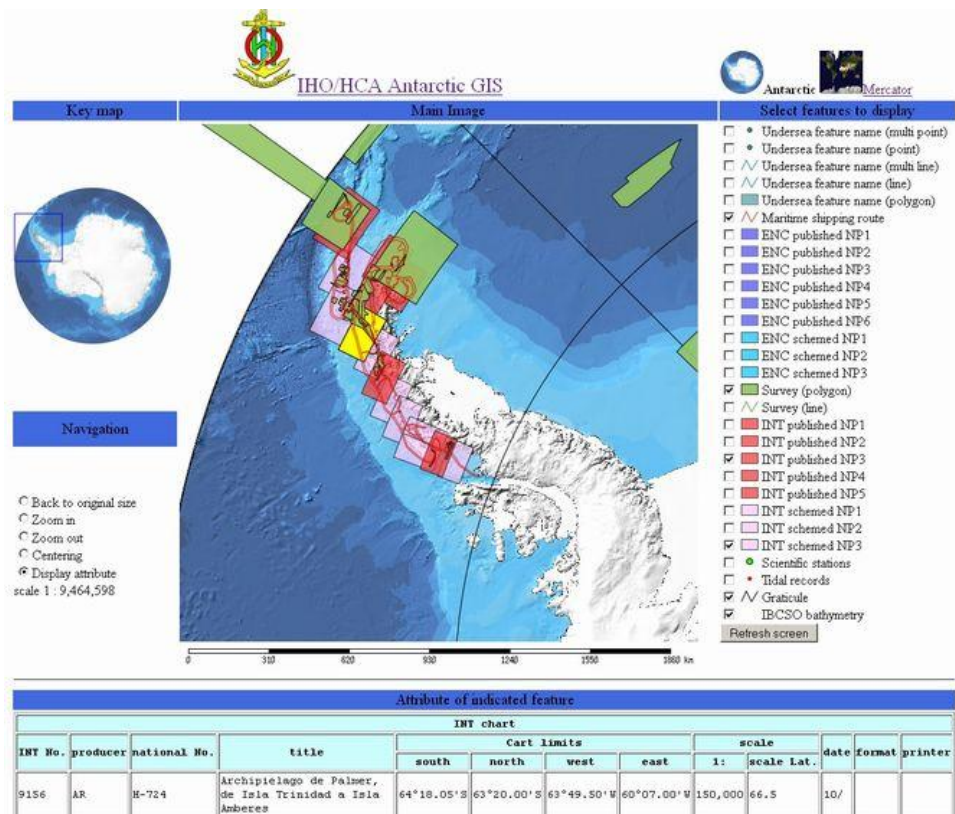 IHO/HCA Antarctic GIS
Antarctic Mercator
Key map
Main Image
Select features to display
Undersea feature name (multi point)
Undersea feature name (point)
Undersea feature name (multi line)
Undersea feature name (line)
Undersea feature name (polygon)
Maritime shipping route
ENC published NP1
ENC published NP2
ENC published NP3
ENC published NP4
ENC published NP5
ENC published NP6
ENC schemed NP1
ENC schemed NP2
ENC schemed NP3
Survey (polygon)
Survey (line)
INT published NP1
INT published NP2
INT published NP3
INT published NP4
INT published NP5
INT schemed NP1
INT schemed NP2
INT schemed NP3
Scientific stations
Tidal records
Graticule
IBCSO bathymetry
Refresh screen
Navigation
Back to original size
Zoom in
Zoom out
Centering
Display attribute
scale 1 : 9,464,598
0 310 620 930 1240 1550 1860 km
Attribute of indicated feature
INT chart
INT No. producer national No. title Cart limits scale date format printer
south north west east 1: scale Lat.
9156 AR H-724 Archipielago de Palmer, de Isla Trinidad a Isla Amberes 64°18.05'S 63°20.00'S 63°49.50'W 60°07.00'W 150,000 66.5 10/